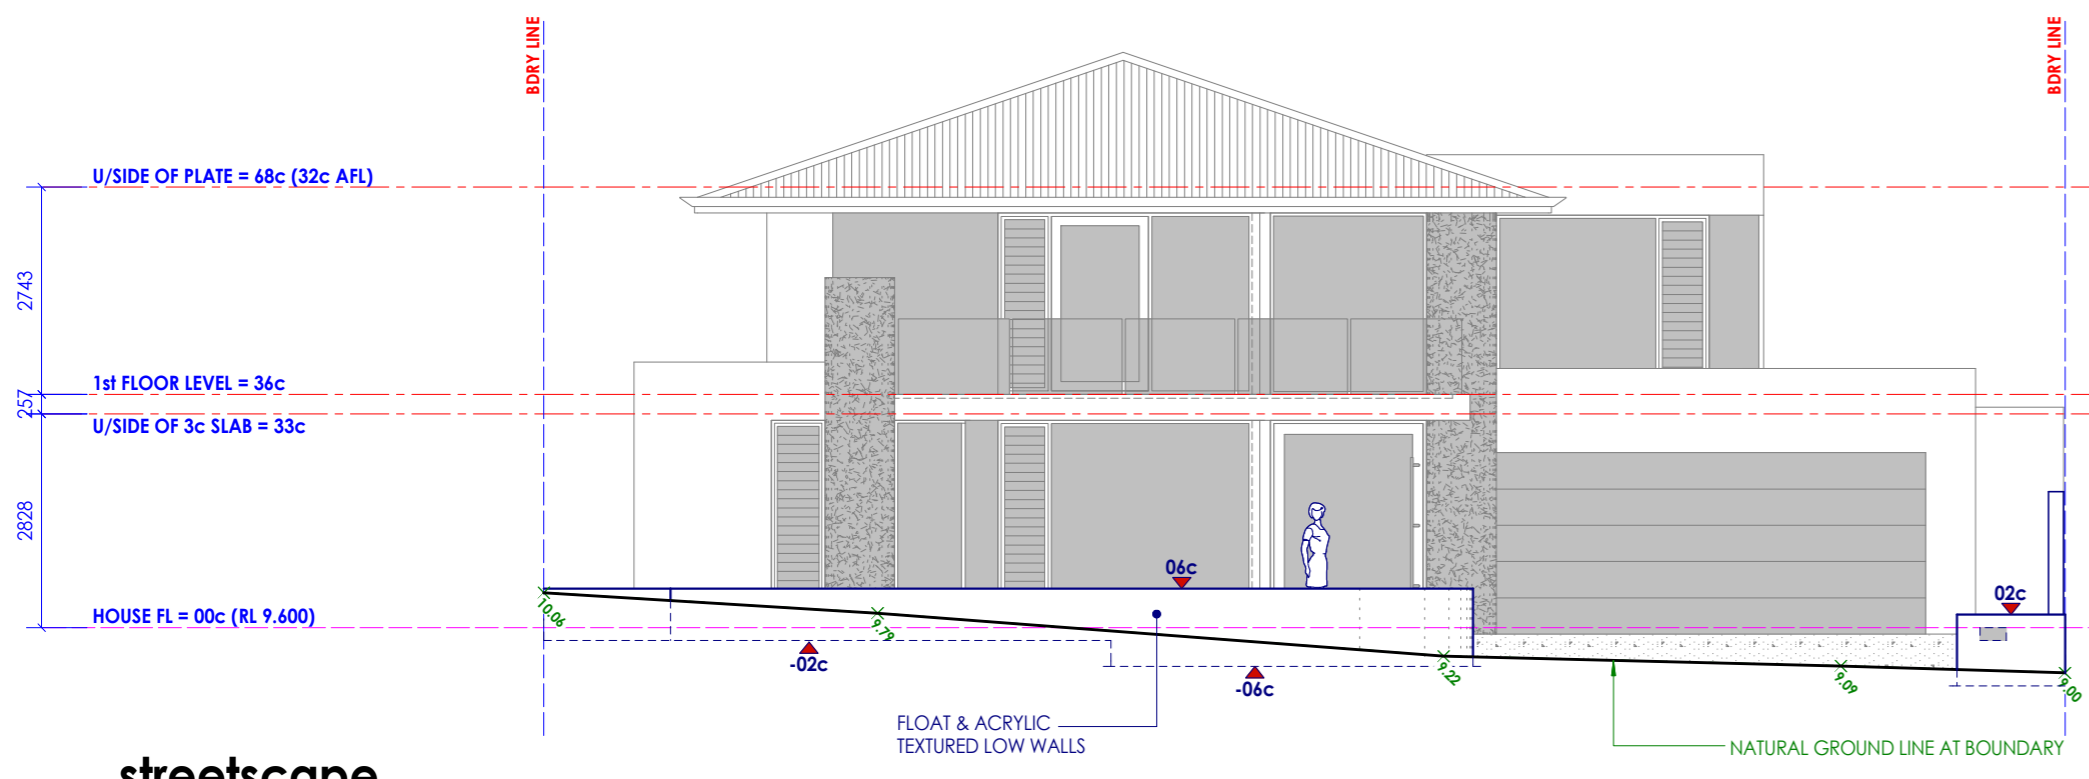 BDRY LINE
BDRY LINE
U/SIDE OF PLATE = 68c (32c AFL)
2743
1st FLOOR LEVEL = 36c
257
U/SIDE OF 3c SLAB = 33c
2828
06c
02c
HOUSE FL = 00c (RL 9.600)
10.06
9.79
9.22
9.09
9.00
-02c
-06c
FLOAT & ACRYLIC
TEXTURED LOW WALLS
NATURAL GROUND LINE AT BOUNDARY
streetscape